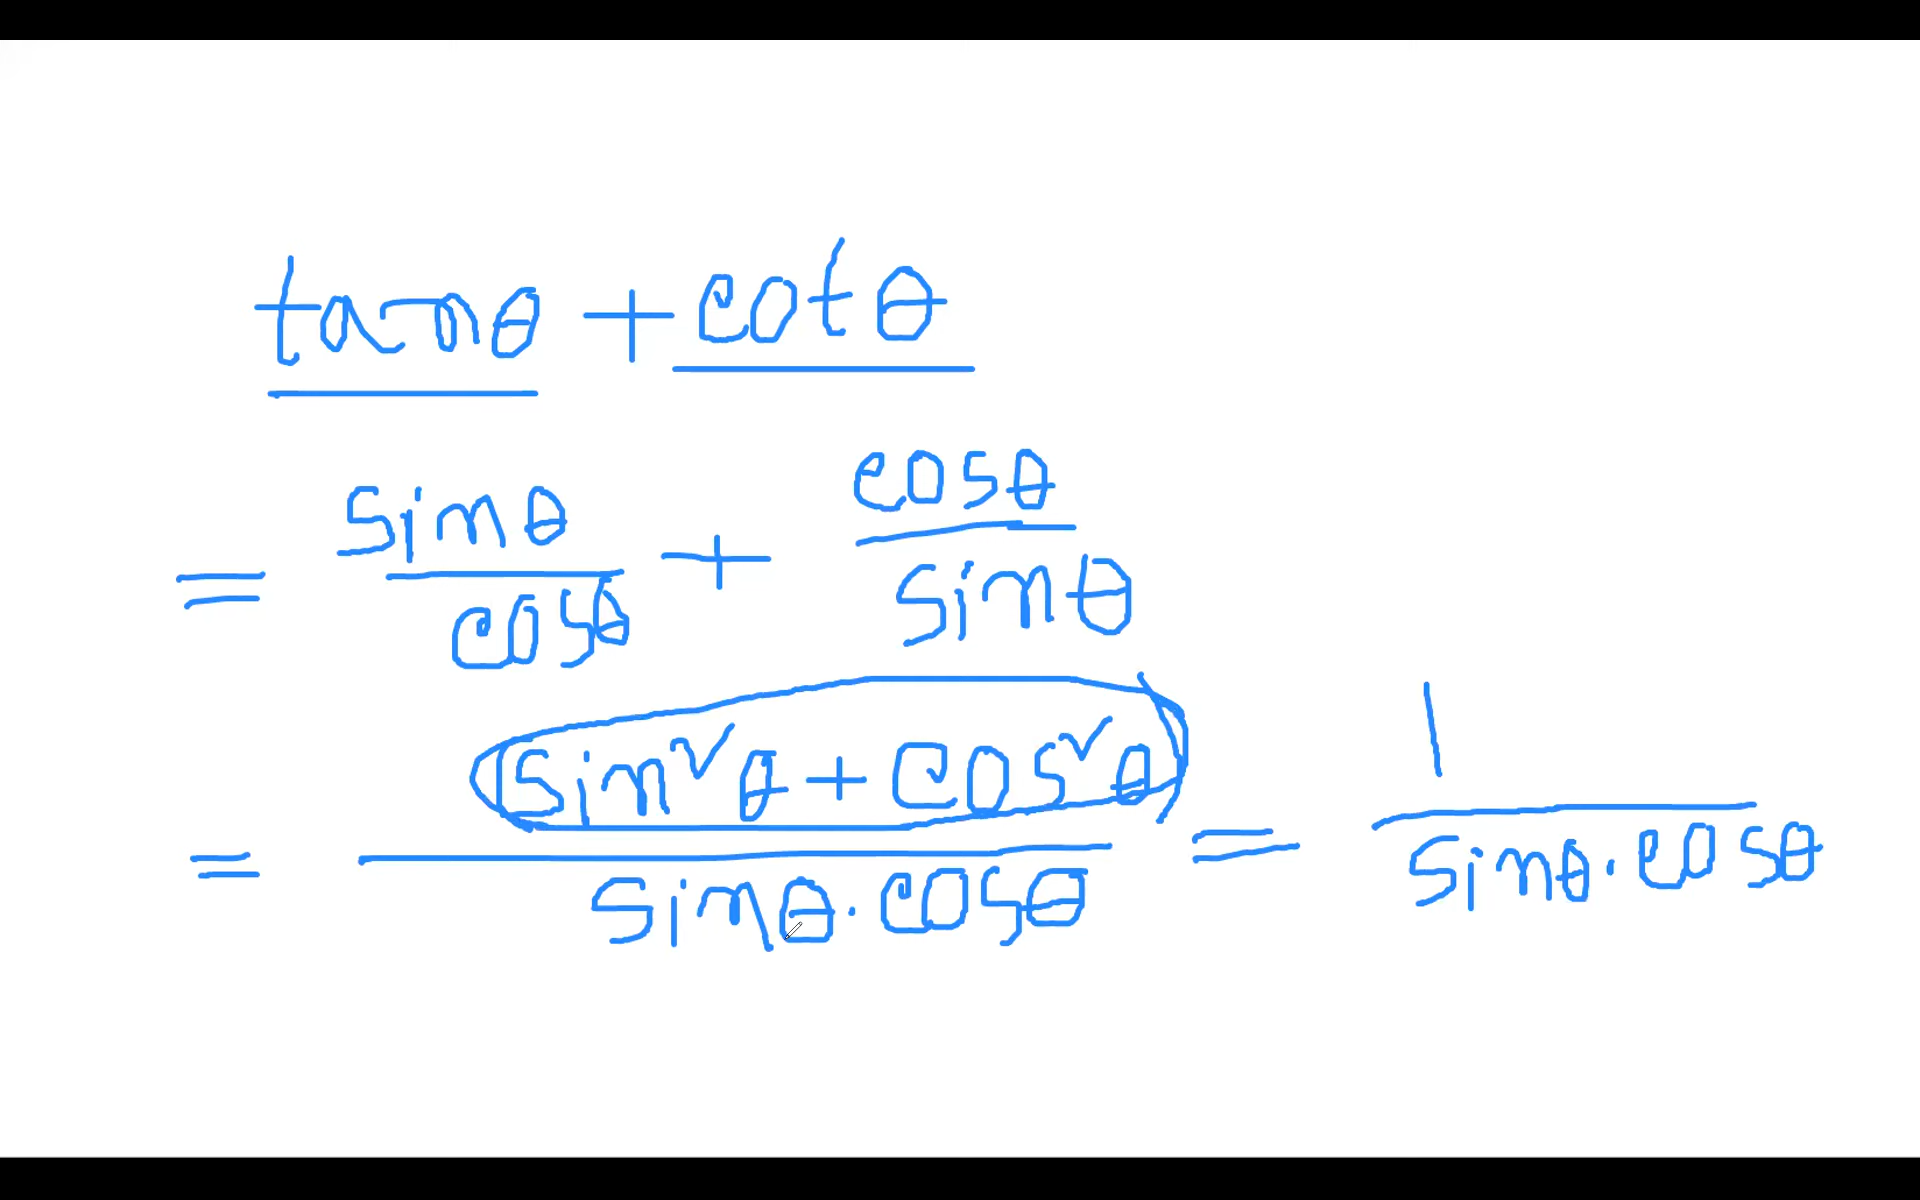 tanθ + cotθ
= sinθ/cosθ + cosθ/sinθ
= (sin²θ + cos²θ)/(sinθ.cosθ) = 1/(sinθ.cosθ)